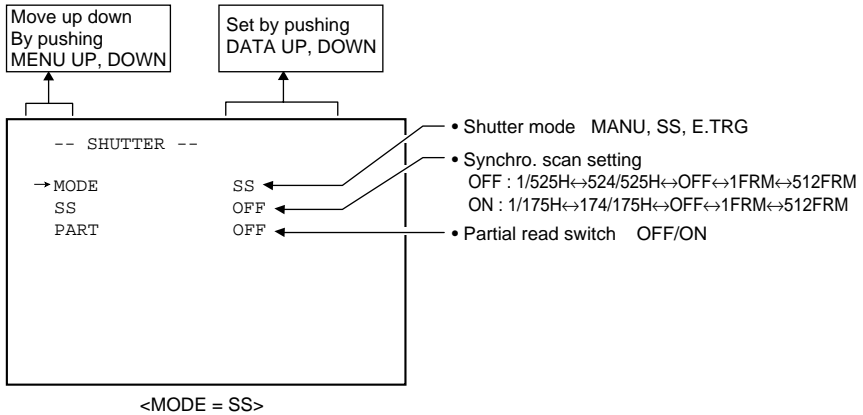 Move up down
By pushing
MENU UP, DOWN
Set by pushing
DATA UP, DOWN
-- SHUTTER --
→MODE SS
SS OFF
PART OFF
• Shutter mode MANU, SS, E.TRG
• Synchro. scan setting
OFF : 1/525H↔524/525H↔OFF↔1FRM↔512FRM
ON : 1/175H↔174/175H↔OFF↔1FRM↔512FRM
• Partial read switch OFF/ON
<MODE = SS>